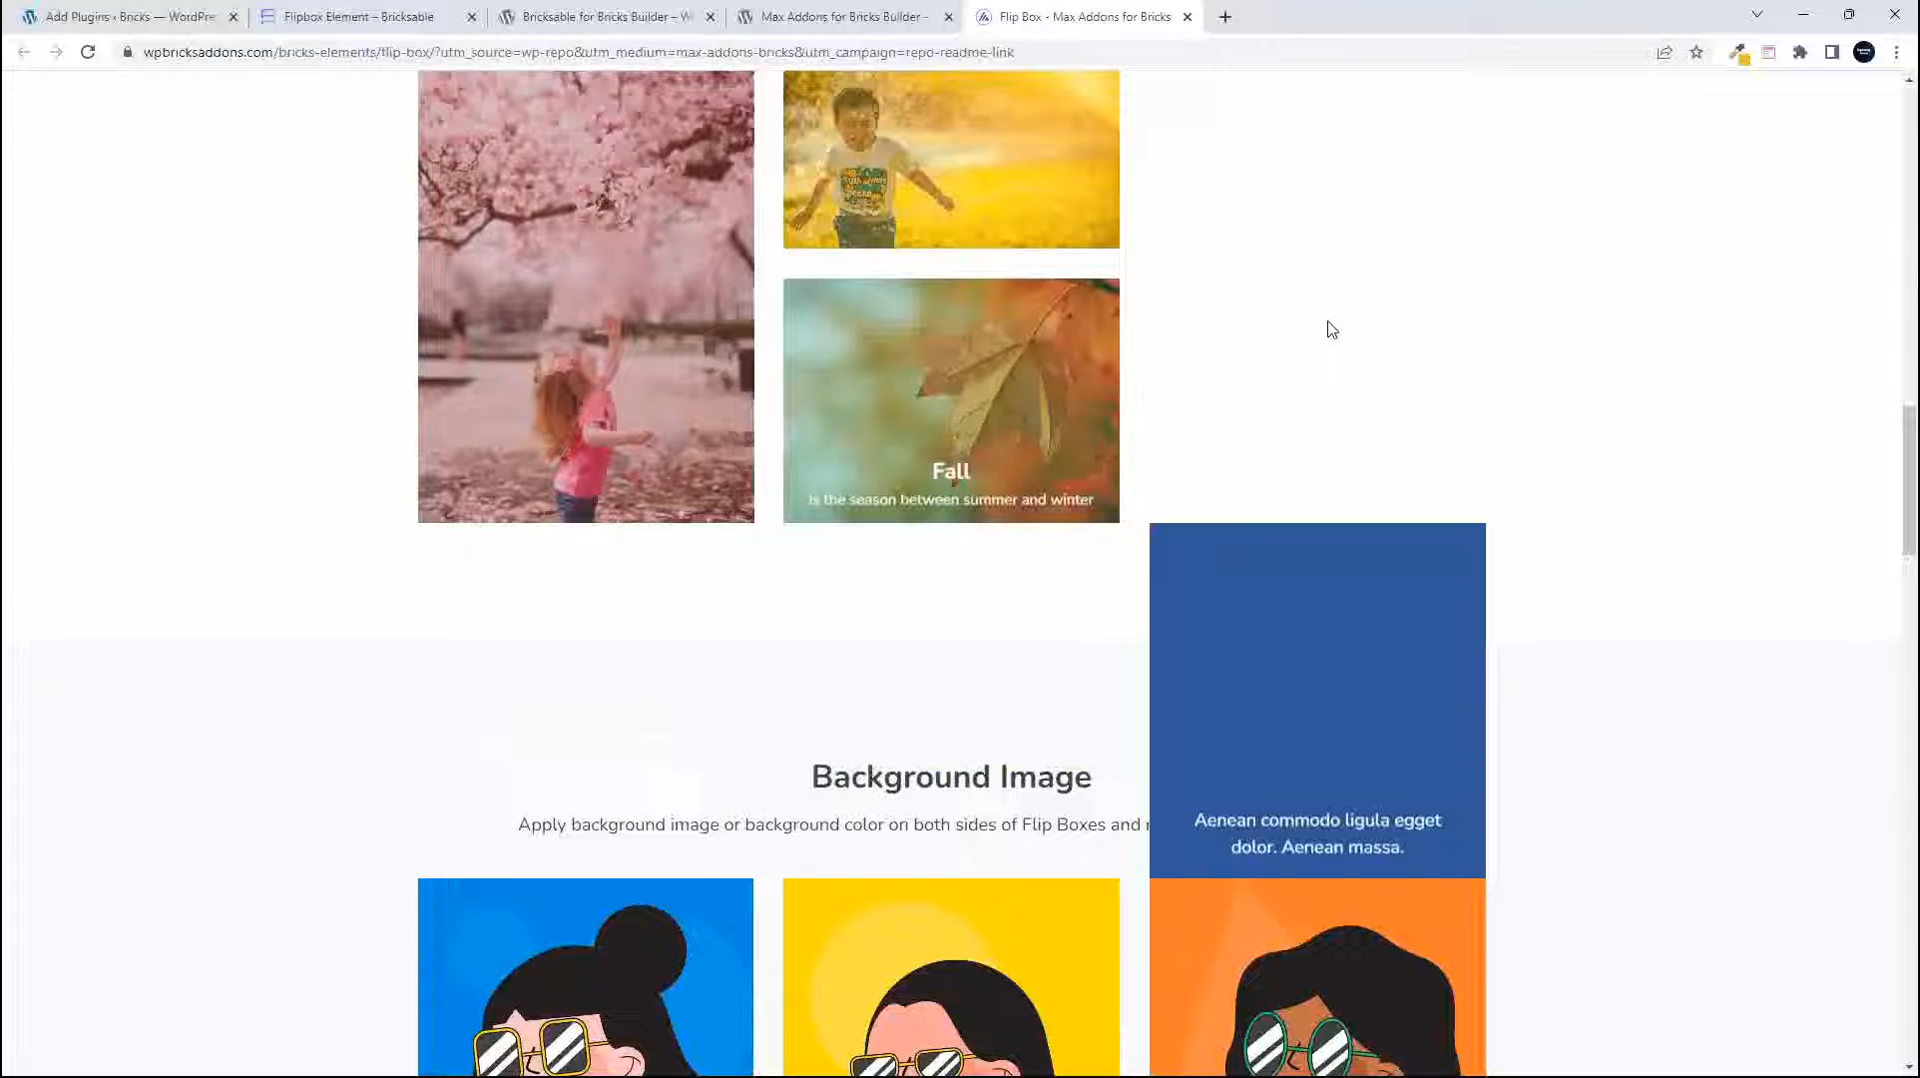 Add Plugins ‹ Bricks — WordPre
Flipbox Element – Bricksable
Bricksable for Bricks Builder – W
Max Addons for Bricks Builder –
Flip Box - Max Addons for Bricks
wpbricksaddons.com/bricks-elements/flip-box/?utm_source=wp-repo&utm_medium=max-addons-bricks&utm_campaign=repo-readme-link
Fall
Is the season between summer and winter
Background Image
Apply background image or background color on both sides of Flip Boxes and
Aenean commodo ligula egget
dolor. Aenean massa.